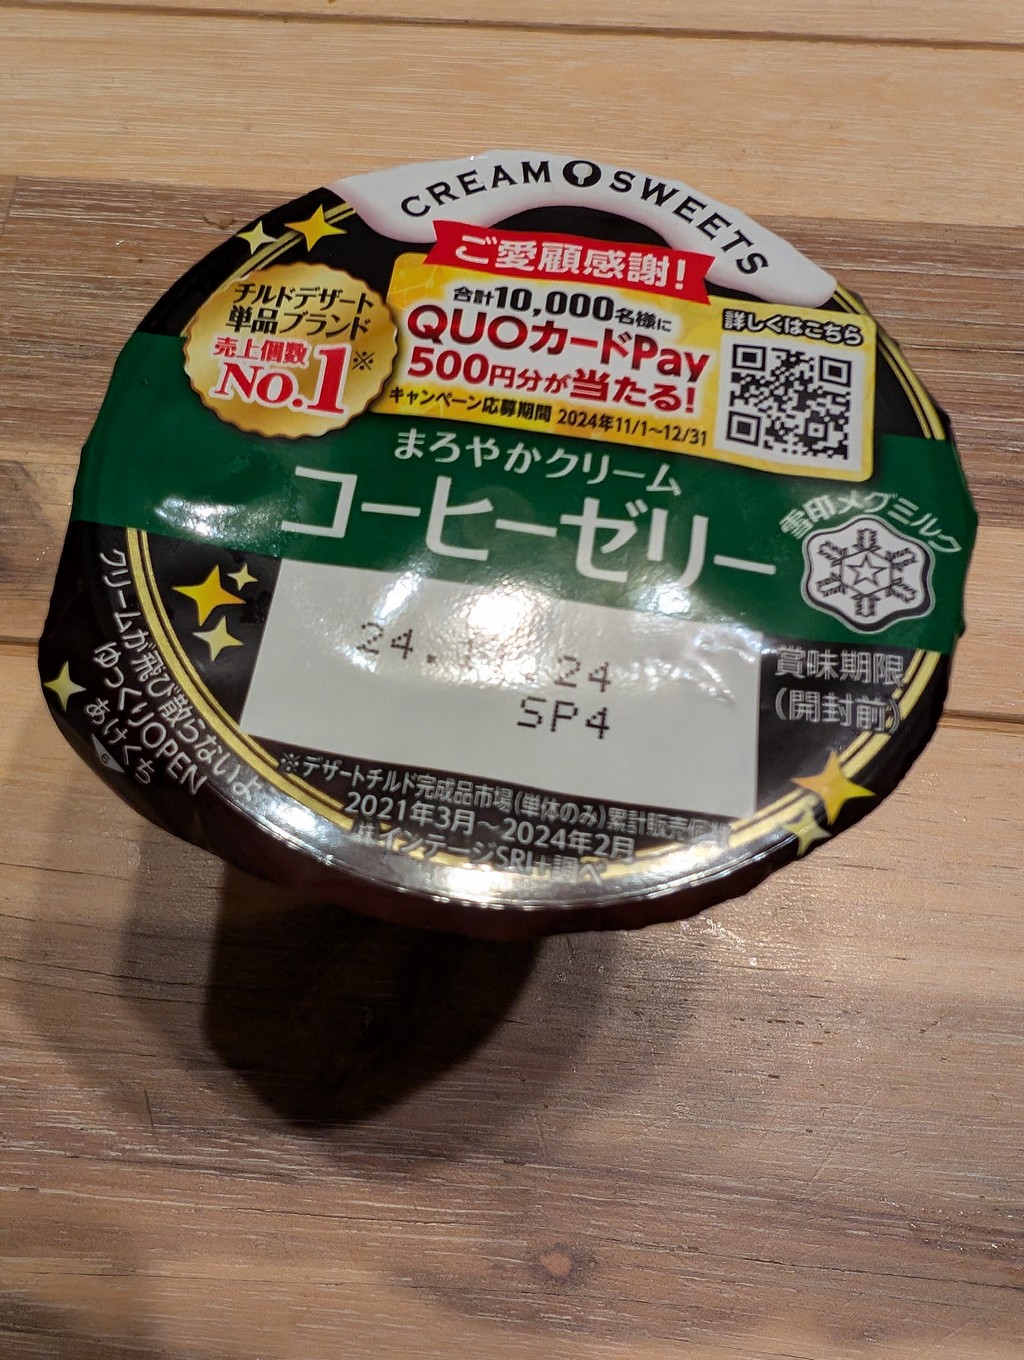 CREAM SWEETS
ご愛顧感謝!
合計10,000名様に
QUOカードPay
500円分が当たる!
キャンペーン応募期間 2024年11/1~12/31
詳しくはこちら
チルドデザート
単品ブランド
売上個数
No.1※
まろやかクリーム
コーヒーゼリー
雪印メグミルク
24. 24
SP4
賞味期限
(開封前)
クリームが飛び散らないよ
ゆっくりOPEN
あけくち
6
※デザートチルド完成品市場(単体のみ)累計販売個
2021年3月~2024年2月
インテージSRI+調べ